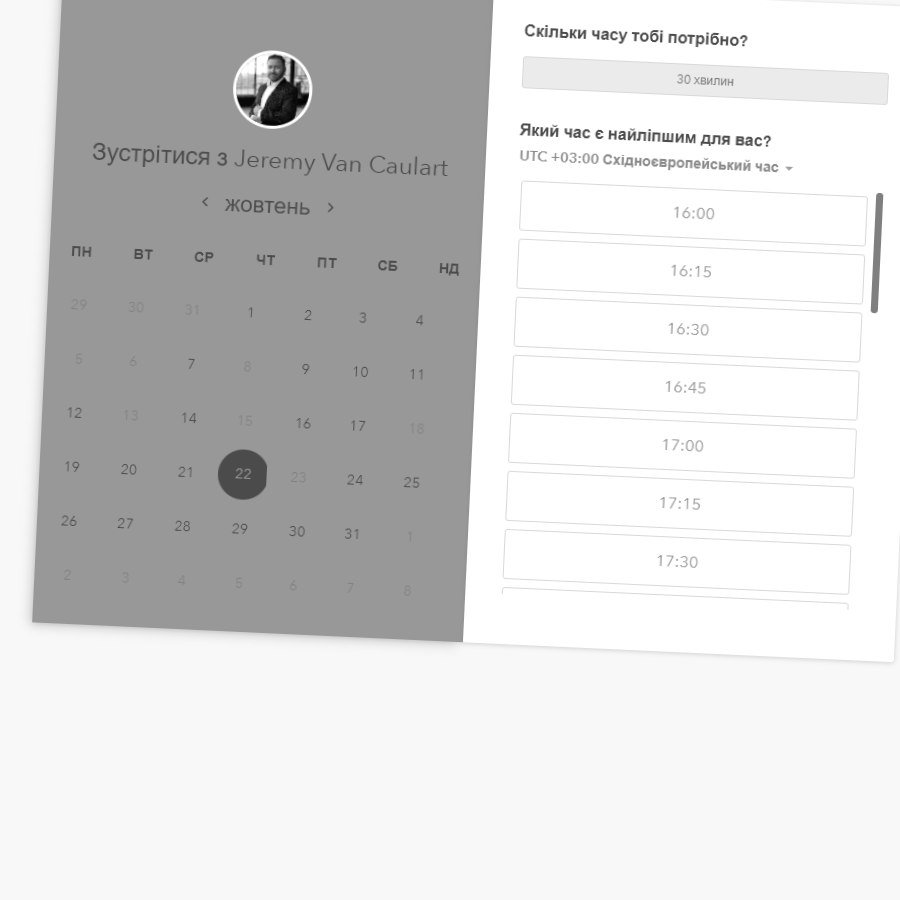 Зустрітися з Jeremy Van Caulart
жовтень
ПН ВТ СР ЧТ ПТ СБ НД
29 30 31 1 2 3 4
5 6 7 8 9 10 11
12 13 14 15 16 17 18
19 20 21 22 23 24 25
26 27 28 29 30 31 1
2 3 4 5 6 7 8
Скільки часу тобі потрібно?
30 хвилин
Який час є найліпшим для вас?
UTC +03:00 Східноєвропейський час
16:00
16:15
16:30
16:45
17:00
17:15
17:30